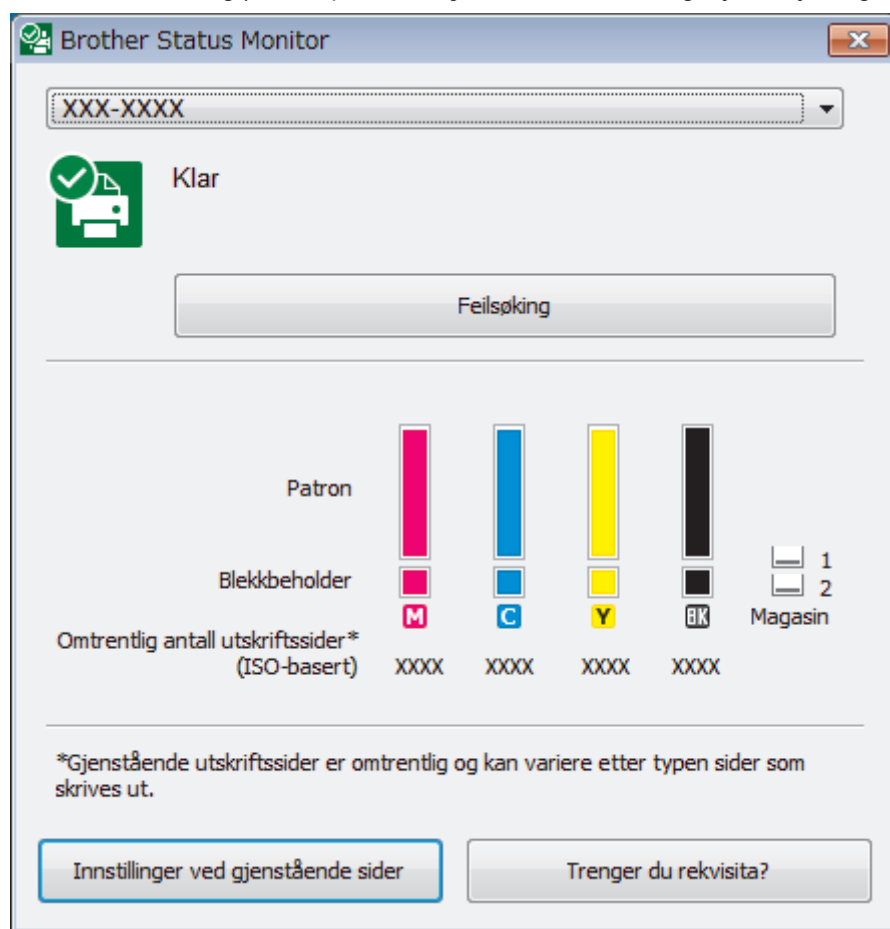 Brother Status Monitor
XXX-XXXX
Klar
Feilsøking
Patron
Blekkbeholder
1
2
M C Y BK Magasin
Omtrentlig antall utskriftssider*
(ISO-basert) XXXX XXXX XXXX XXXX
*Gjenstående utskriftssider er omtrentlig og kan variere etter typen sider som
skrives ut.
Innstillinger ved gjenstående sider Trenger du rekvisita?